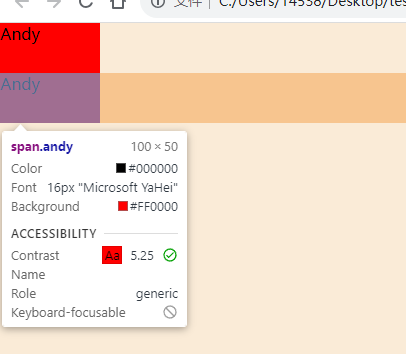 文件 | C:/Users/14538/Desktop/tes
Andy
Andy
span.andy 100 × 50
Color #000000
Font 16px "Microsoft YaHei"
Background #FF0000
ACCESSIBILITY
Contrast Aa 5.25
Name
Role generic
Keyboard-focusable